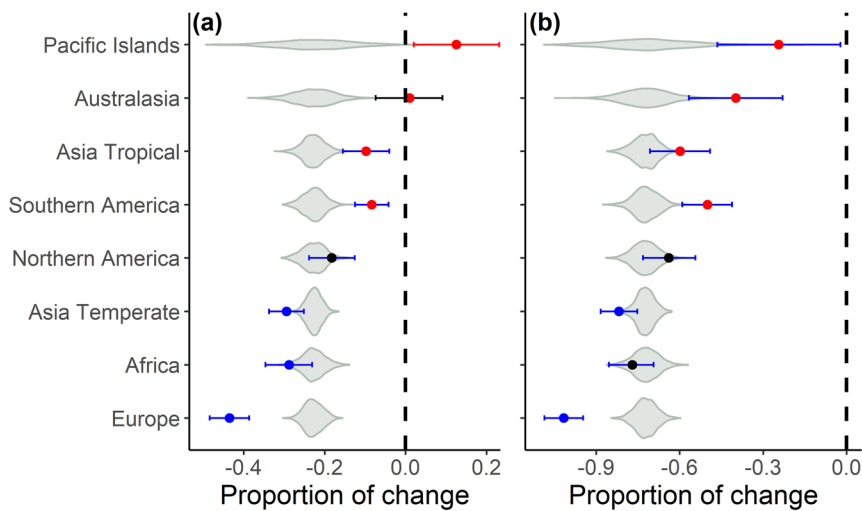 (a) (b)
Pacific Islands
Australasia
Asia Tropical
Southern America
Northern America
Asia Temperate
Africa
Europe
-0.4 -0.2 0.0 0.2 -0.9 -0.6 -0.3 0.0
Proportion of change Proportion of change